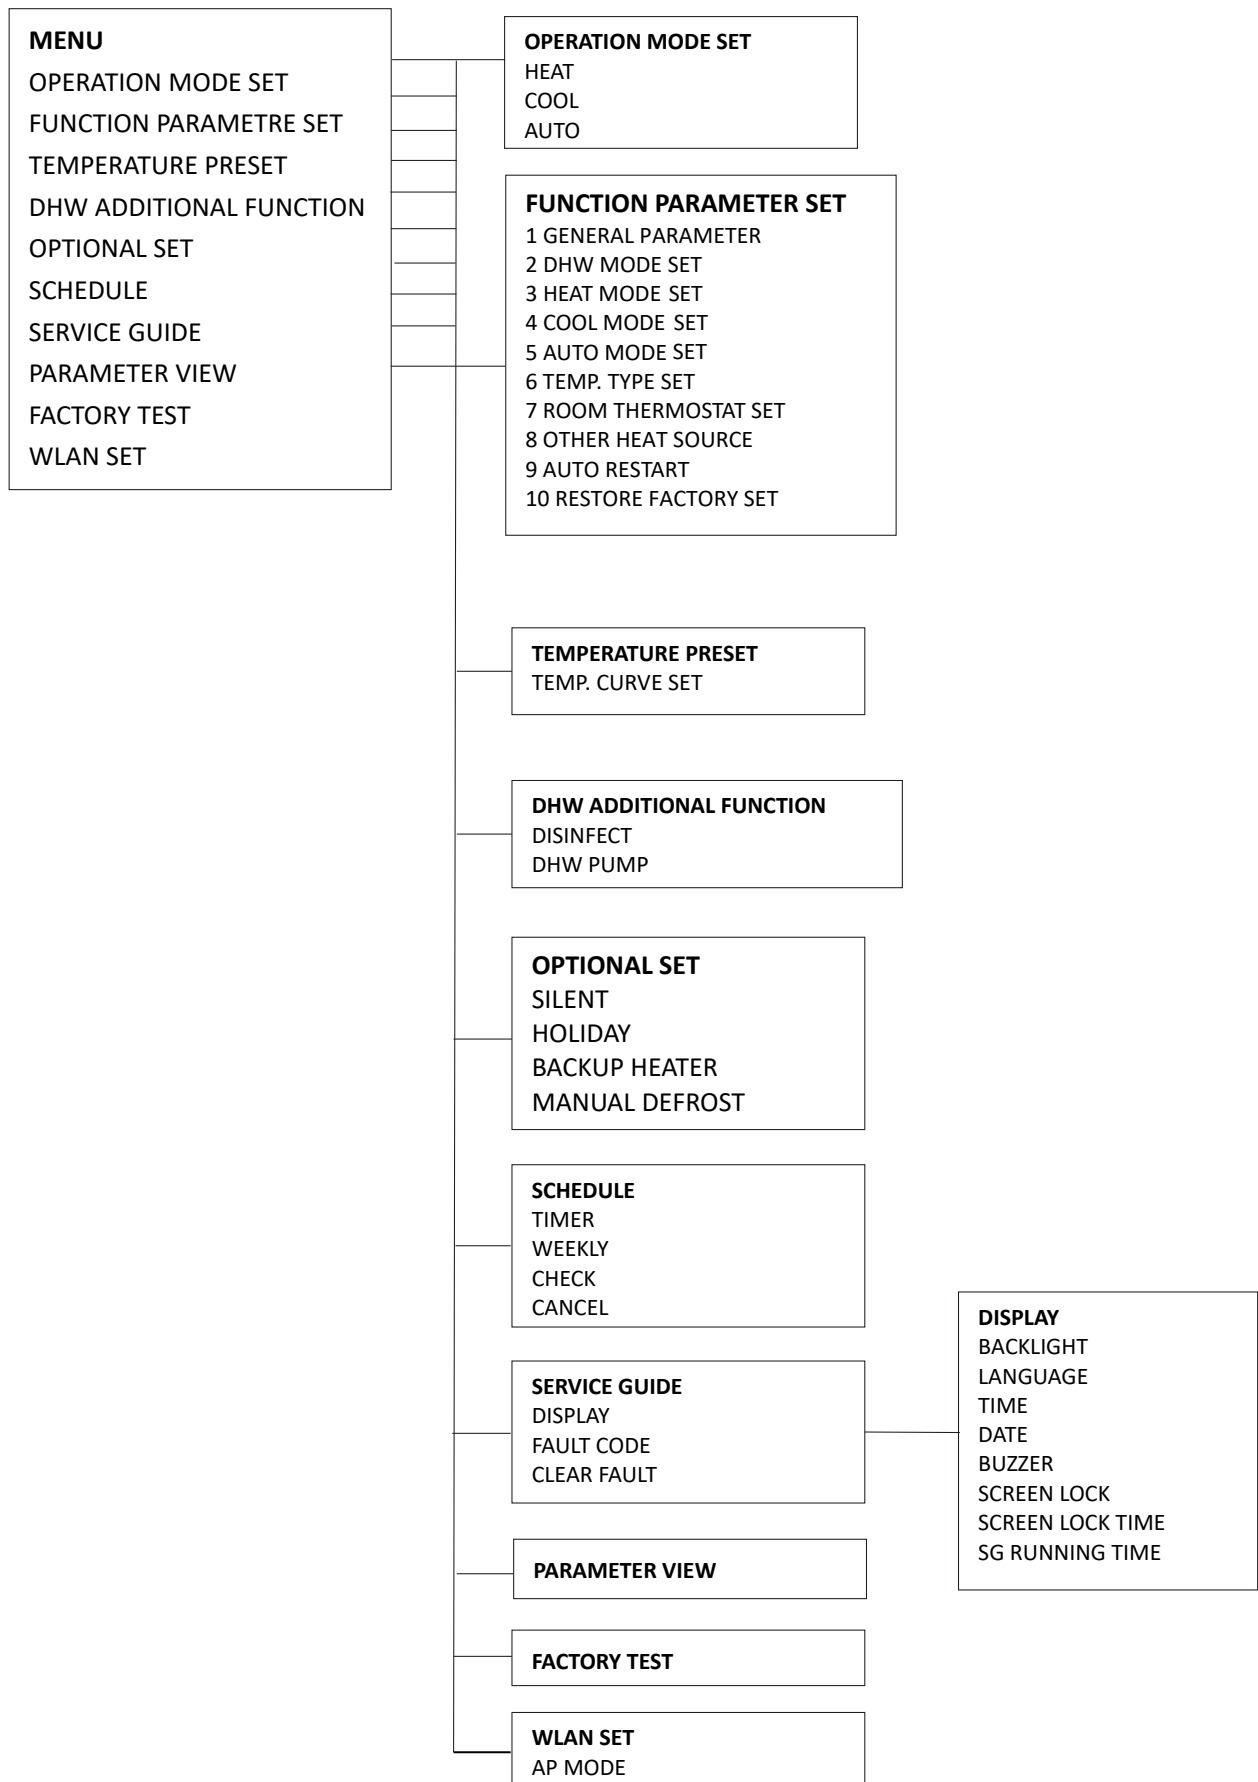 MENU
OPERATION MODE SET
FUNCTION PARAMETRE SET
TEMPERATURE PRESET
DHW ADDITIONAL FUNCTION
OPTIONAL SET
SCHEDULE
SERVICE GUIDE
PARAMETER VIEW
FACTORY TEST
WLAN SET
OPERATION MODE SET
HEAT
COOL
AUTO
FUNCTION PARAMETER SET
1 GENERAL PARAMETER
2 DHW MODE SET
3 HEAT MODE SET
4 COOL MODE SET
5 AUTO MODE SET
6 TEMP. TYPE SET
7 ROOM THERMOSTAT SET
8 OTHER HEAT SOURCE
9 AUTO RESTART
10 RESTORE FACTORY SET
TEMPERATURE PRESET
TEMP. CURVE SET
DHW ADDITIONAL FUNCTION
DISINFECT
DHW PUMP
OPTIONAL SET
SILENT
HOLIDAY
BACKUP HEATER
MANUAL DEFROST
SCHEDULE
TIMER
WEEKLY
CHECK
CANCEL
SERVICE GUIDE
DISPLAY
FAULT CODE
CLEAR FAULT
DISPLAY
BACKLIGHT
LANGUAGE
TIME
DATE
BUZZER
SCREEN LOCK
SCREEN LOCK TIME
SG RUNNING TIME
PARAMETER VIEW
FACTORY TEST
WLAN SET
AP MODE